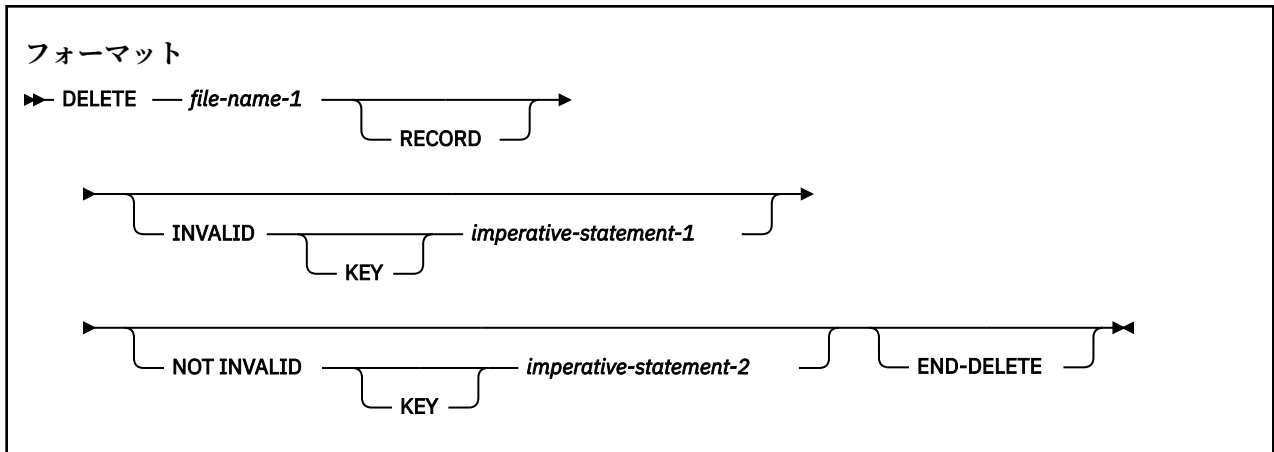 フォーマット
DELETE file-name-1
RECORD
INVALID imperative-statement-1
KEY
NOT INVALID imperative-statement-2 END-DELETE
KEY